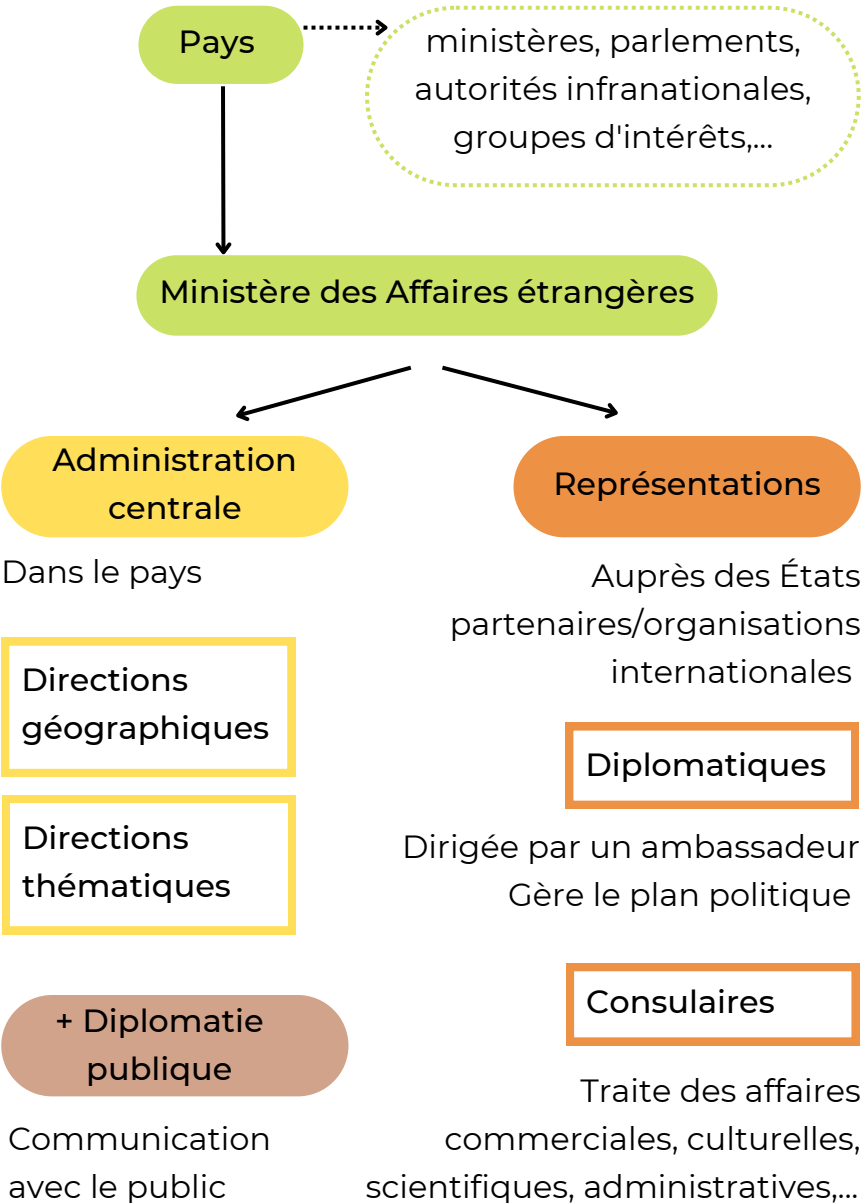 Pays
ministères, parlements,
autorités infranationales,
groupes d'intérêts,...
Ministère des Affaires étrangères
Administration
centrale
Dans le pays
Directions
géographiques
Directions
thématiques
+ Diplomatie
publique
Communication
avec le public
Représentations
Auprès des États
partenaires/organisations
internationales
Diplomatiques
Dirigée par un ambassadeur
Gère le plan politique
Consulaires
Traite des affaires
commerciales, culturelles,
scientifiques, administratives,...